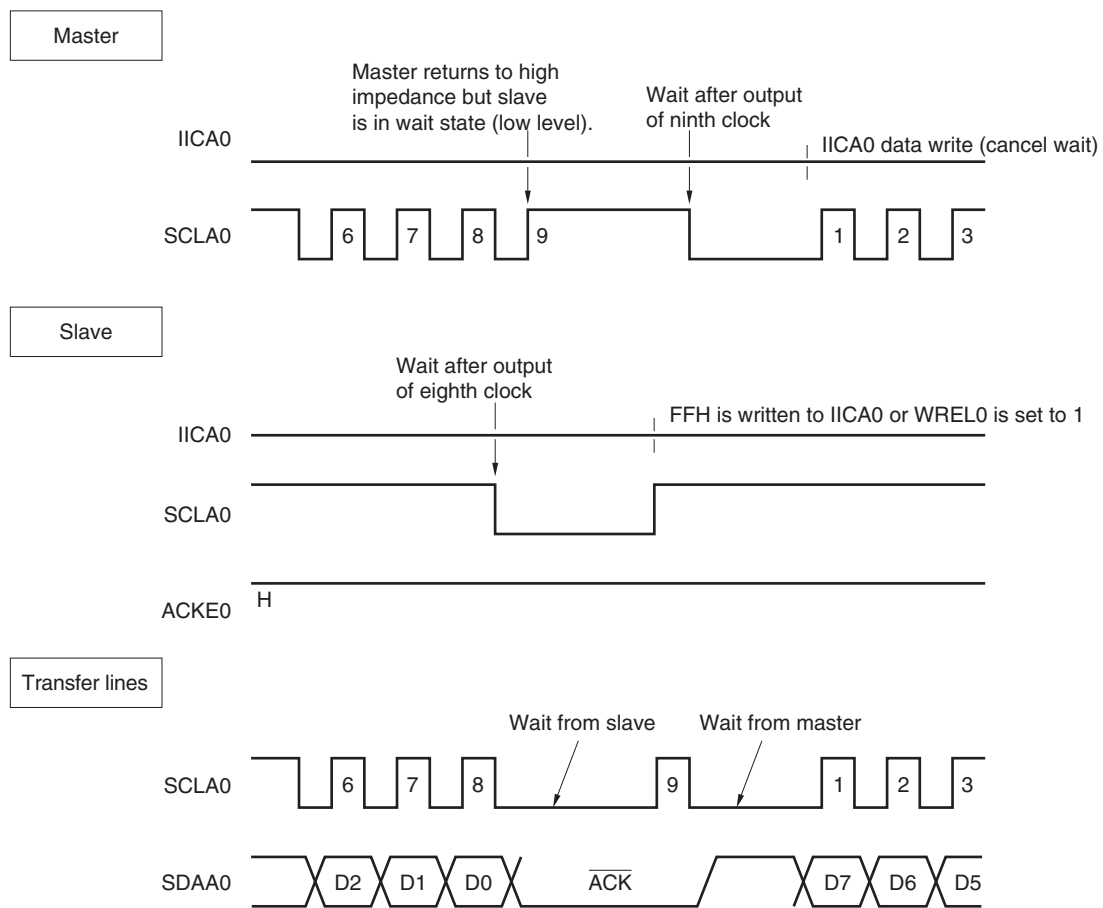 Master
Master returns to high
impedance but slave
is in wait state (low level).
Wait after output
of ninth clock
IICA0
IICA0 data write (cancel wait)
SCLA0
6 7 8 9 1 2 3
Slave
Wait after output
of eighth clock
FFH is written to IICA0 or WREL0 is set to 1
IICA0
SCLA0
H
ACKE0
Transfer lines
Wait from slave Wait from master
SCLA0
6 7 8 9 1 2 3
SDAA0 D2 D1 D0 A̅C̅K̅ D7 D6 D5